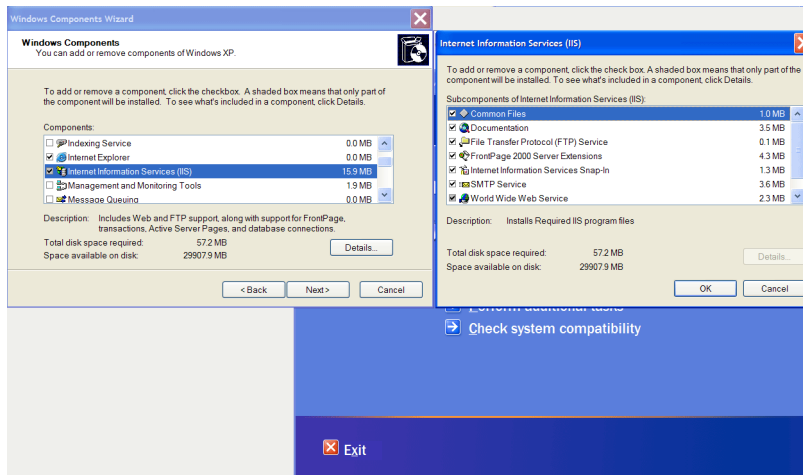 Windows Components Wizard
Windows Components
You can add or remove components of Windows XP.
To add or remove a component, click the checkbox. A shaded box means that only part of
the component will be installed. To see what's included in a component, click Details.
Components:
Indexing Service 0.0 MB
Internet Explorer 0.0 MB
Internet Information Services (IIS) 15.9 MB
Management and Monitoring Tools 1.9 MB
Message Queuing 0.0 MB
Description: Includes Web and FTP support, along with support for FrontPage,
transactions, Active Server Pages, and database connections.
Total disk space required: 57.2 MB
Space available on disk: 29907.9 MB
Details...
< Back
Next >
Cancel
Internet Information Services (IIS)
To add or remove a component, click the check box. A shaded box means that only part of the
component will be installed. To see what's included in a component, click Details.
Subcomponents of Internet Information Services (IIS):
Common Files 1.0 MB
Documentation 3.5 MB
File Transfer Protocol (FTP) Service 0.1 MB
FrontPage 2000 Server Extensions 4.3 MB
Internet Information Services Snap-In 1.3 MB
SMTP Service 3.6 MB
World Wide Web Service 2.3 MB
Description: Installs Required IIS program files
Total disk space required: 57.2 MB
Space available on disk: 29907.9 MB
Details...
OK
Cancel
Perform additional tasks
Check system compatibility
Exit